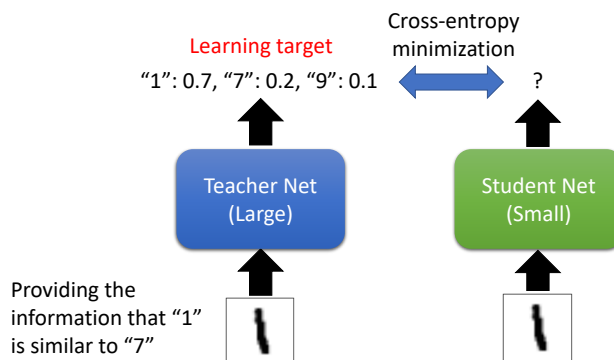 Cross-entropy
minimization
Learning target
“1”: 0.7, “7”: 0.2, “9”: 0.1
?
Teacher Net
(Large)
Student Net
(Small)
Providing the
information that “1”
is similar to “7”